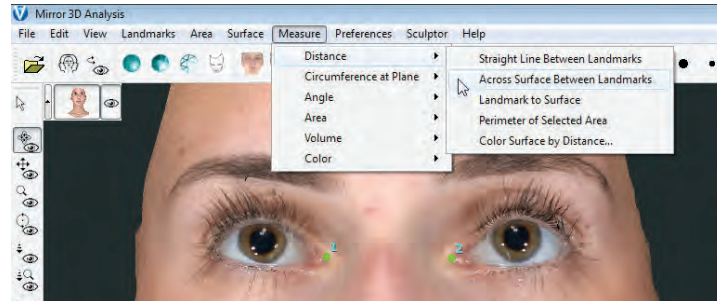 Mirror 3D Analysis
File Edit View Landmarks Area Surface Measure Preferences Sculptor Help
Distance
Circumference at Plane
Angle
Area
Volume
Color
Straight Line Between Landmarks
Across Surface Between Landmarks
Landmark to Surface
Perimeter of Selected Area
Color Surface by Distance...
1 2